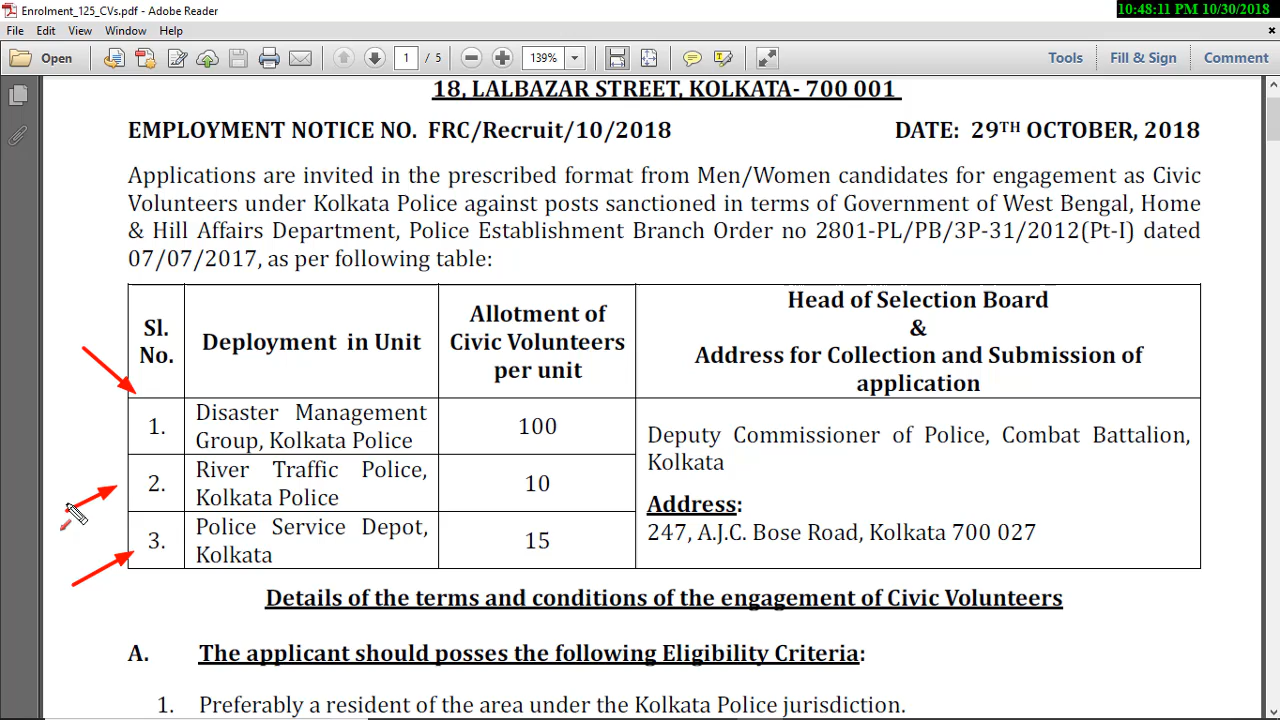 Enrolment_125_CVs.pdf - Adobe Reader
10:48:11 PM 10/30/2018
File Edit View Window Help
Open 1 / 5 139% Tools Fill & Sign Comment
18, LALBAZAR STREET, KOLKATA- 700 001
EMPLOYMENT NOTICE NO. FRC/Recruit/10/2018 DATE: 29TH OCTOBER, 2018
Applications are invited in the prescribed format from Men/Women candidates for engagement as Civic
Volunteers under Kolkata Police against posts sanctioned in terms of Government of West Bengal, Home
& Hill Affairs Department, Police Establishment Branch Order no 2801-PL/PB/3P-31/2012(Pt-I) dated
07/07/2017, as per following table:
Sl.
No.
Deployment in Unit
Allotment of
Civic Volunteers
per unit
Head of Selection Board
&
Address for Collection and Submission of
application
1.
Disaster Management
Group, Kolkata Police
100
2.
River Traffic Police,
Kolkata Police
10
3.
Police Service Depot,
Kolkata
15
Deputy Commissioner of Police, Combat Battalion,
Kolkata
Address:
247, A.J.C. Bose Road, Kolkata 700 027
Details of the terms and conditions of the engagement of Civic Volunteers
A. The applicant should posses the following Eligibility Criteria:
1. Preferably a resident of the area under the Kolkata Police jurisdiction.